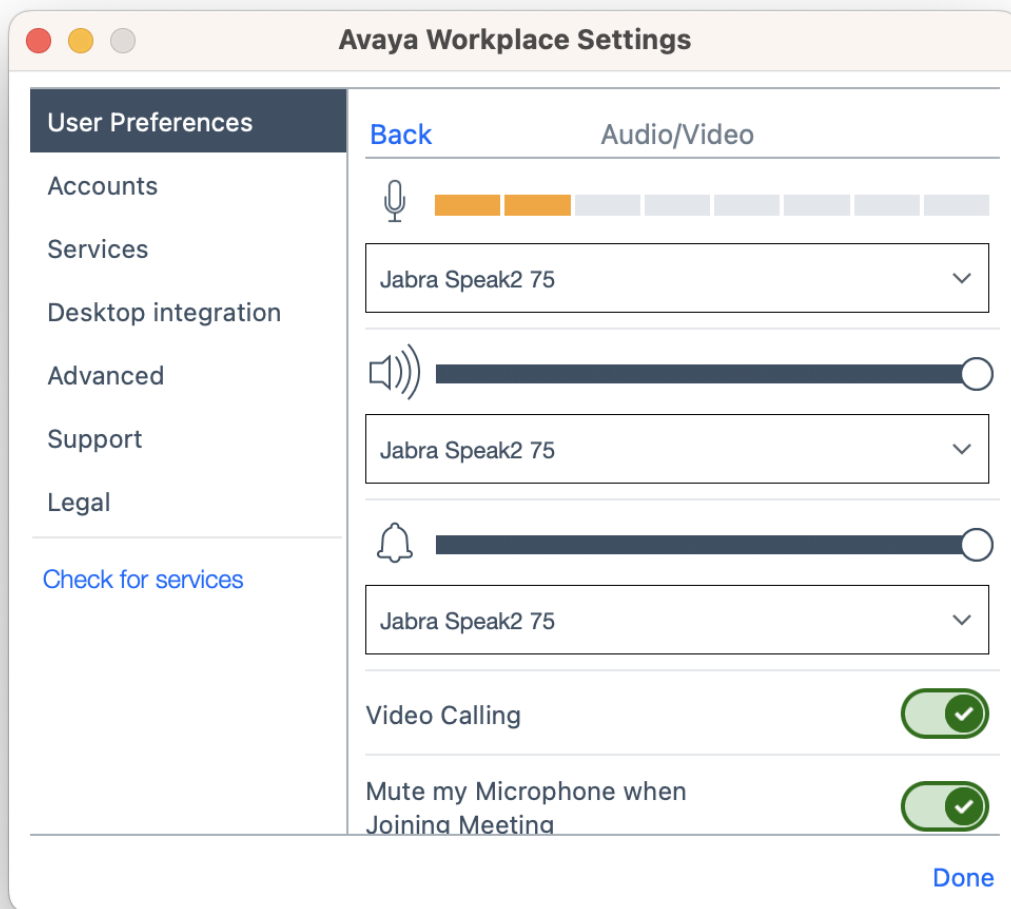 Avaya Workplace Settings
User Preferences
Accounts
Services
Desktop integration
Advanced
Support
Legal
Check for services
Back
Audio/Video
Jabra Speak2 75
Jabra Speak2 75
Jabra Speak2 75
Video Calling
Mute my Microphone when
Joining Meeting
Done